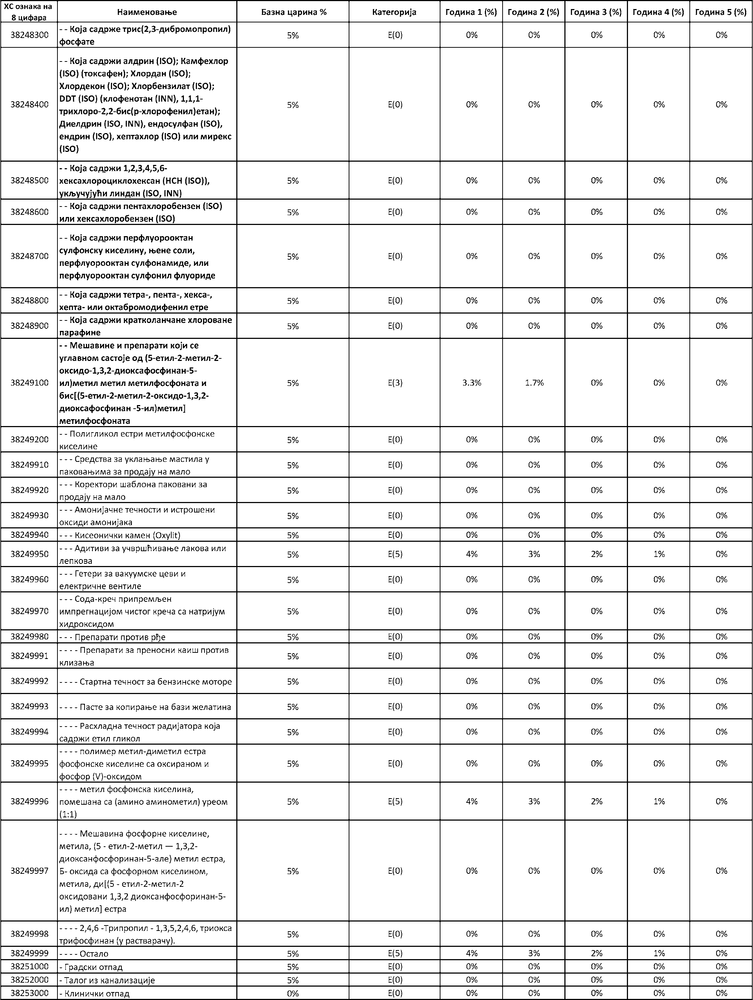 ХС ознака на 8 цифара Наименовање Базна царина % Категорија Година 1 (%) Година 2 (%) Година 3 (%) Година 4 (%) Година 5 (%)
38248300 - - Која садрже трис(2,3-дибромопропил) 5% E(0) 0% 0% 0% 0% 0%
фосфате
- - Која садржи алдрин (ISO); Камфехлор
(ISO) (токсафен); Хлордан (ISO);
Хлордекон (ISO); Хлорбензилат (ISO);
DDT (ISO) (клофенотан (INN), 1,1,1-
38248400 трихлоро-2,2-бис(р-хлорофенил)етан); 5% E(0) 0% 0% 0% 0% 0%
Диелдрин (ISO, INN), ендосулфан (ISO),
ендрин (ISO), хептахлор (ISO) или мирекс
(ISO)
- - Која садржи 1,2,3,4,5,6-
38248500 хексахлороциклохексан (HCH (ISO)), 5% E(0) 0% 0% 0% 0% 0%
укључујући линдан (ISO, INN)
38248600 - - Која садржи пентахлоробензен (ISO) 5% E(0) 0% 0% 0% 0% 0%
или хексахлоробензен (ISO)
- - Која садржи перфлуорооктан
сулфонску киселину, њене соли,
38248700 перфлуорооктан сулфонамиде, или 5% E(0) 0% 0% 0% 0% 0%
перфлуорооктан сулфонил флуориде
38248800 - - Која садржи тетра-, пента-, хекса-, 5% E(0) 0% 0% 0% 0% 0%
хепта- или октабромодифенил етре
38248900 - - Која садржи кратколанчане хлороване 5% E(0) 0% 0% 0% 0% 0%
парафине
- - Мешавине и препарати који се
углавном састоје од (5-етил-2-метил-2-
оксидо-1,3,2-диоксафосфинан-5-
38249100 ил)метил метил метилфосфоната и 5% E(3) 3.3% 1.7% 0% 0% 0%
бис[(5-етил-2-метил-2-оксидо-1,3,2-
диоксафосфинан -5-ил)метил]
метилфосфоната
38249200 - - Полигликол естри метилфосфонске 5% E(0) 0% 0% 0% 0% 0%
киселине
38249910 - - - Средства за уклањање мастила у 5% E(0) 0% 0% 0% 0% 0%
паковањима за продају на мало
38249920 - - - Коректори шаблона паковани за 5% E(0) 0% 0% 0% 0% 0%
продају на мало
38249930 - - - Амонијачне течности и истрошени 5% E(0) 0% 0% 0% 0% 0%
оксиди амонијака
38249940 - - - Кисеонички камен (Oxylit) 5% E(0) 0% 0% 0% 0% 0%
38249950 - - - Адитиви за учвршћивање лакова или 5% E(5) 4% 3% 2% 1% 0%
лепкова
38249960 - - - Гетери за вакуумске цеви и 5% E(0) 0% 0% 0% 0% 0%
електричне вентиле
- - - Сода-креч припремљен
38249970 импрегнацијом чистог креча са натријум 5% E(0) 0% 0% 0% 0% 0%
хидроксидом
38249980 - - - Препарати против рђе 5% E(0) 0% 0% 0% 0% 0%
38249991 - - - - Препарати за преносни каиш против 5% E(0) 0% 0% 0% 0% 0%
клизања
38249992 - - - - Стартна течност за бензинске моторе 5% E(0) 0% 0% 0% 0% 0%
38249993 - - - - Пасте за копирање на бази желатина 5% E(0) 0% 0% 0% 0% 0%
38249994 - - - - Расхладна течност радијатора која 5% E(0) 0% 0% 0% 0% 0%
садржи етил гликол
- - - - полимер метил-диметил естра
38249995 фосфонске киселине са оксираном и 5% E(0) 0% 0% 0% 0% 0%
фосфор (V)-оксидом
- - - - метил фосфонска киселина,
38249996 помешана са (амино аминометил) уреом 5% E(5) 4% 3% 2% 1% 0%
(1:1)
- - - - Мешавина фосфорне киселине,
метила, (5 - етил-2-метил — 1,3,2-
диоксанфосфоринан-5-але) метил естра,
38249997 Б- оксида са фосфорном киселином, 5% E(0) 0% 0% 0% 0% 0%
метила, ди[(5 - етил-2-метил-2
оксидовани 1,3,2 диоксанфосфоринан-5-
ил) метил] естра
38249998 - - - - 2,4,6 -Трипропил - 1,3,5,2,4,6, триокса 5% E(0) 0% 0% 0% 0% 0%
трифосфинан (у растварачу).
38249999 - - - - Остало 5% E(5) 4% 3% 2% 1% 0%
38251000 - Градски отпад 5% E(0) 0% 0% 0% 0% 0%
38252000 - Талог из канализације 5% E(0) 0% 0% 0% 0% 0%
38253000 - Клинички отпад 0% E(0) 0% 0% 0% 0% 0%